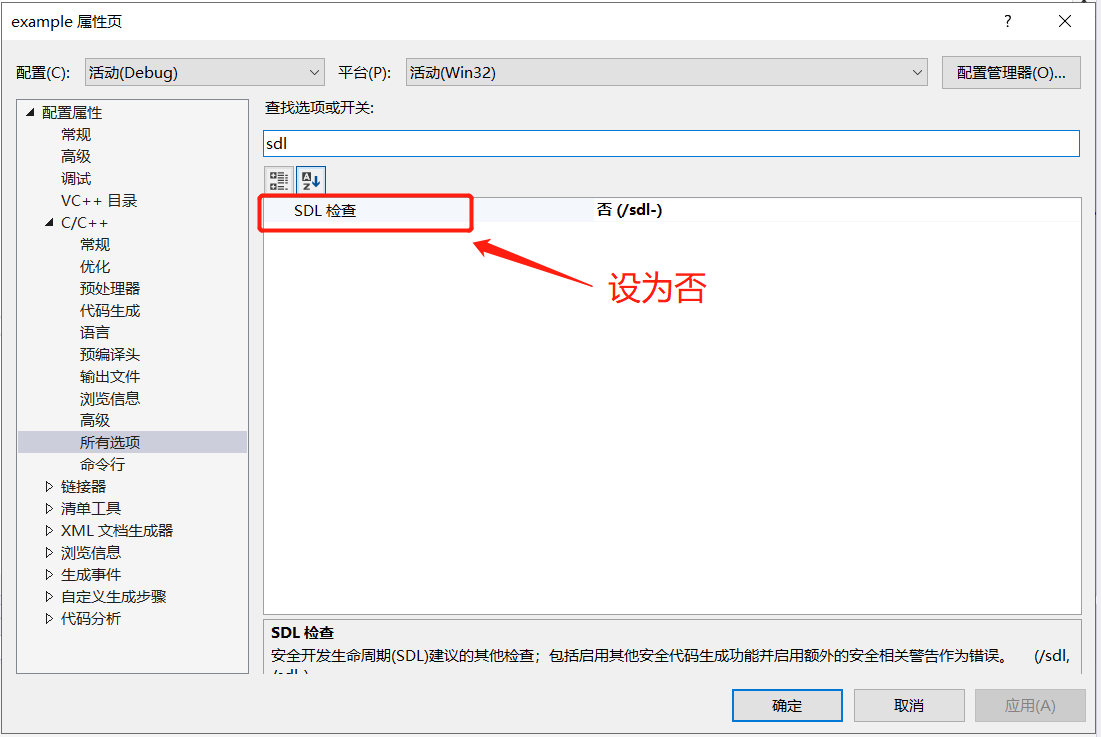 example 属性页
?
配置(C):
活动(Debug)
平台(P):
活动(Win32)
配置管理器(O)...
配置属性
常规
高级
调试
VC++ 目录
C/C++
常规
优化
预处理器
代码生成
语言
预编译头
输出文件
浏览信息
高级
所有选项
命令行
链接器
清单工具
XML 文档生成器
浏览信息
生成事件
自定义生成步骤
代码分析
查找选项或开关:
sdl
SDL 检查
否 (/sdl-)
设为否
SDL 检查
安全开发生命周期(SDL)建议的其他检查；包括启用其他安全代码生成功能并启用额外的安全相关警告作为错误。 (/sdl,
确定
取消
应用(A)